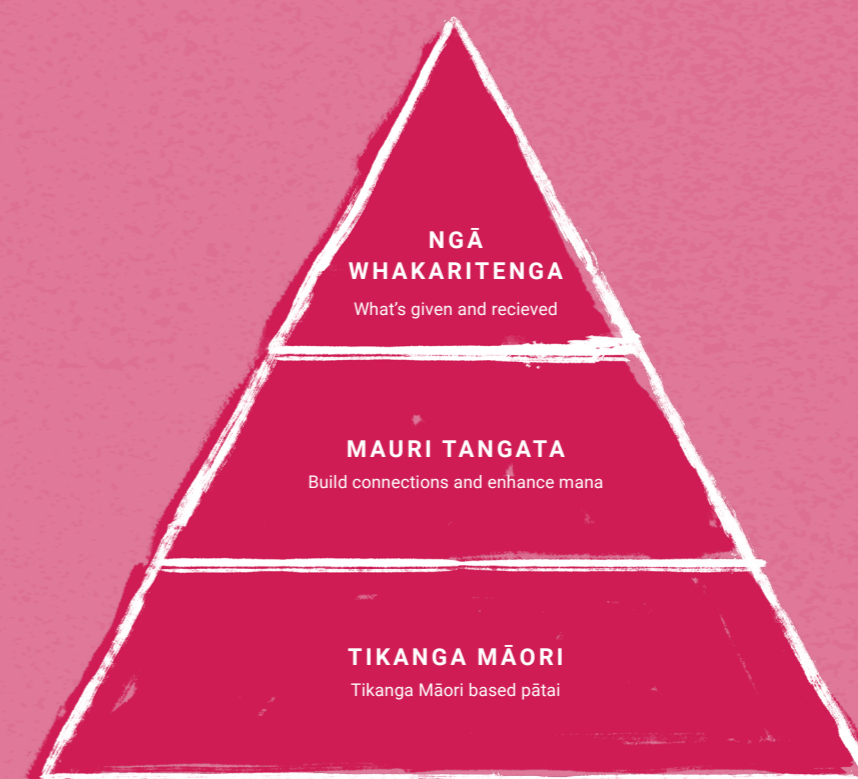 NGĀ
WHAKARITENGA
What's given and recieved
MAURI TANGATA
Build connections and enhance mana
TIKANGA MĀORI
Tikanga Māori based pātai